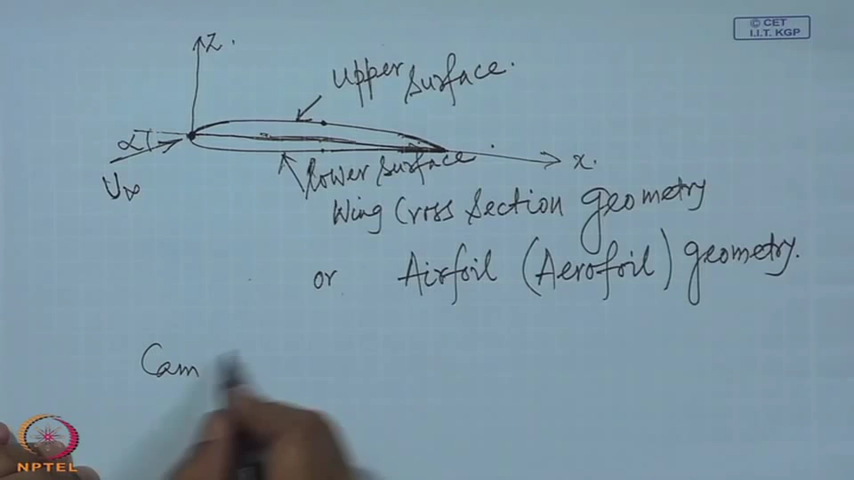 © CET
I.I.T. KGP
Z.
Upper Surface.
α
U∞
x.
lower surface
Wing Cross Section Geometry
or Airfoil (Aerofoil) geometry.
Cam
NPTEL